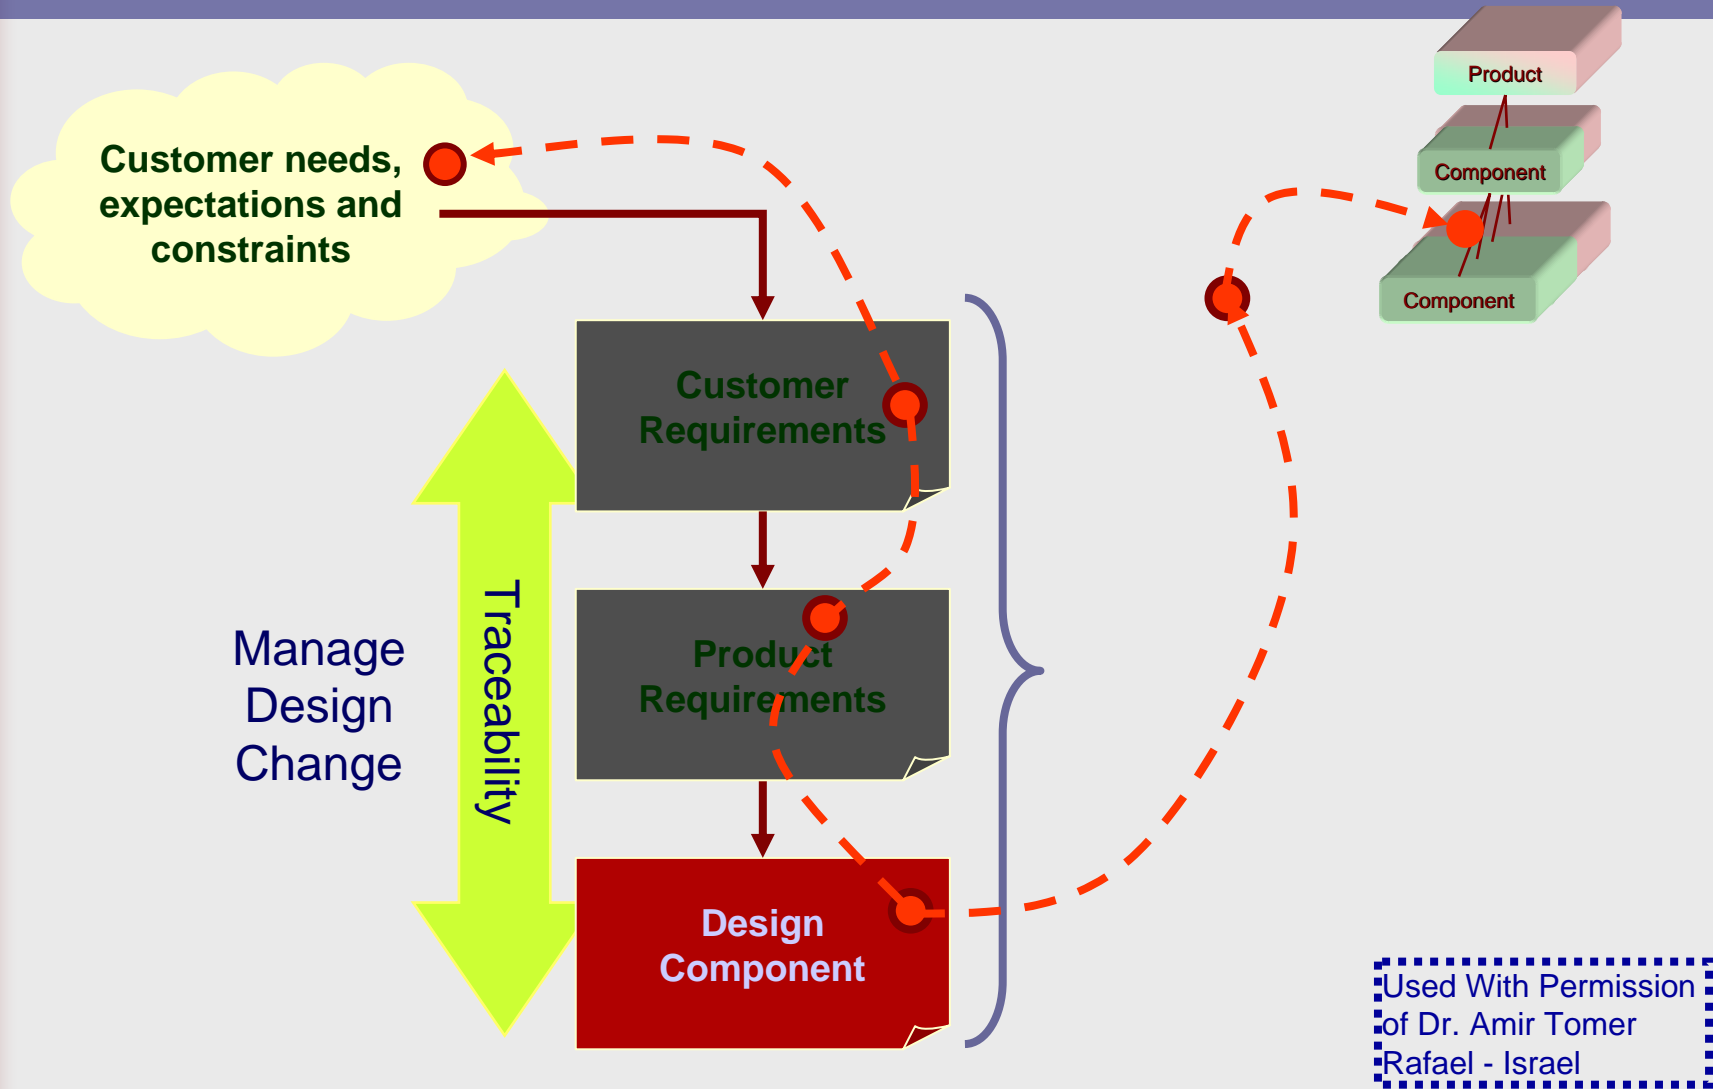 Customer needs,
expectations and
constraints
Product
Component
Component
Customer
Requirements
Product
Requirements
Design
Component
Traceability
Manage
Design
Change
Used With Permission
of Dr. Amir Tomer
Rafael - Israel